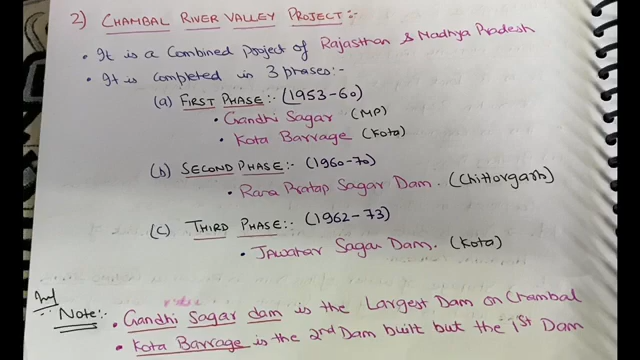 2) CHAMBAL RIVER VALLEY PROJECT:-
• It is a Combined project of Rajasthan & Madhya Pradesh
• It is completed in 3 phases:-
(a) FIRST PHASE:- (1953-60)
• Gandhi Sagar (MP)
• Kota Barrage (Kota)
(b) SECOND PHASE:- (1960-70)
• Rana Pratap Sagar Dam. (Chittorgarh)
(c) THIRD PHASE:- (1962-73)
• JAWAHAR SAGAR DAM. (Kota)
Imf Note:- • Gandhi Sagar dam is the Largest Dam on Chambal
• Kota Barrage is the 2nd Dam built but the 1st Dam